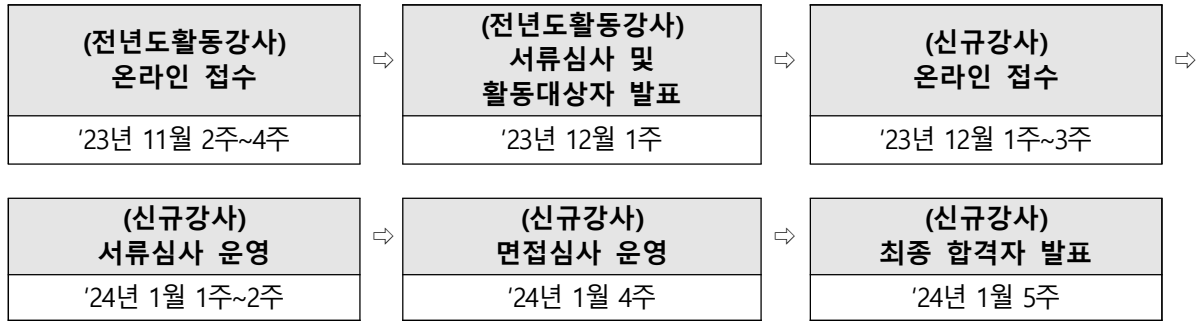 (전년도활동강사)
온라인 접수
⇨
(전년도활동강사)
서류심사 및
활동대상자 발표
⇨
(신규강사)
온라인 접수
⇨
'23년 11월 2주~4주
'23년 12월 1주
'23년 12월 1주~3주
(신규강사)
서류심사 운영
⇨
(신규강사)
면접심사 운영
⇨
(신규강사)
최종 합격자 발표
'24년 1월 1주~2주
'24년 1월 4주
'24년 1월 5주